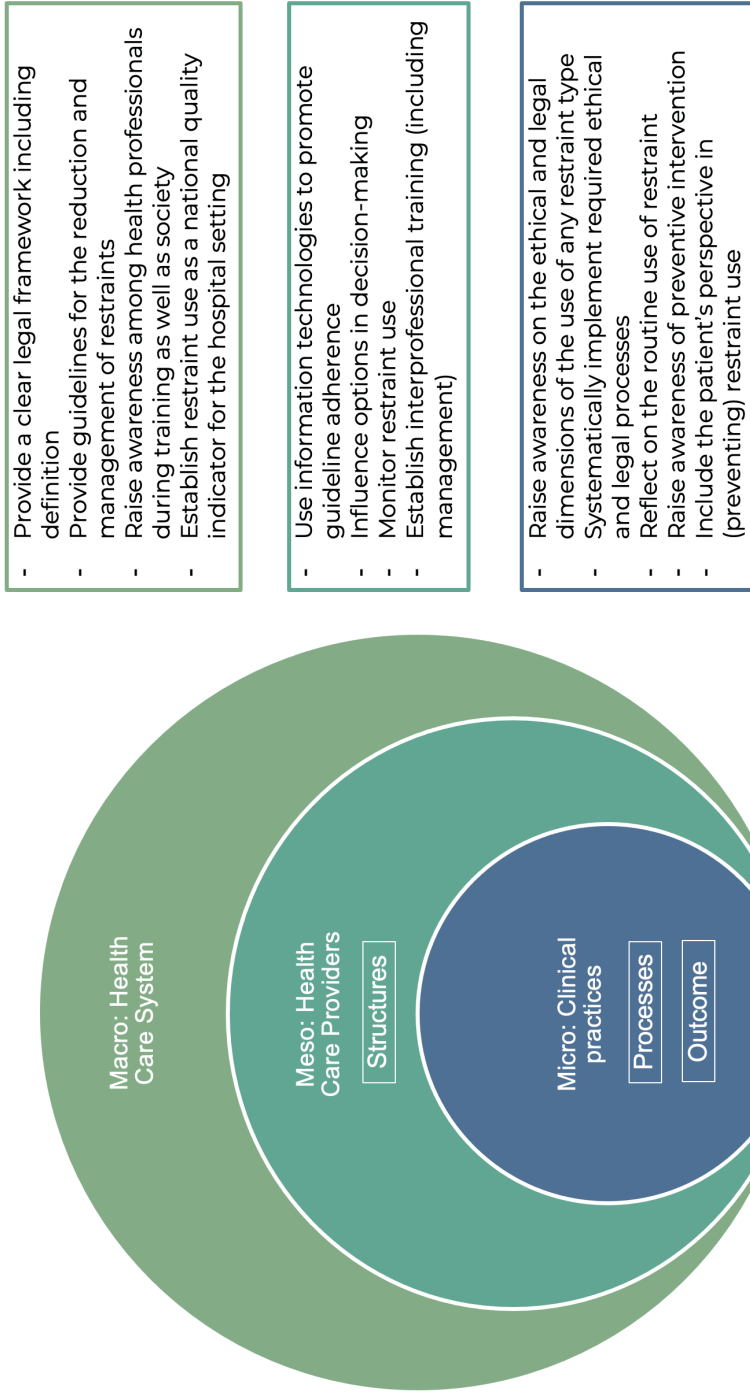 Macro: Health
Care System
Meso: Health
Care Providers
Structures
Micro: Clinical
practices
Processes
Outcome
- Provide a clear legal framework including
definition
- Provide guidelines for the reduction and
management of restraints
- Raise awareness among health professionals
during training as well as society
- Establish restraint use as a national quality
indicator for the hospital setting
- Use information technologies to promote
guideline adherence
- Influence options in decision-making
- Monitor restraint use
- Establish interprofessional training (including
management)
- Raise awareness on the ethical and legal
dimensions of the use of any restraint type
- Systematically implement required ethical
and legal processes
- Reflect on the routine use of restraint
- Raise awareness of preventive intervention
- Include the patient’s perspective in
(preventing) restraint use